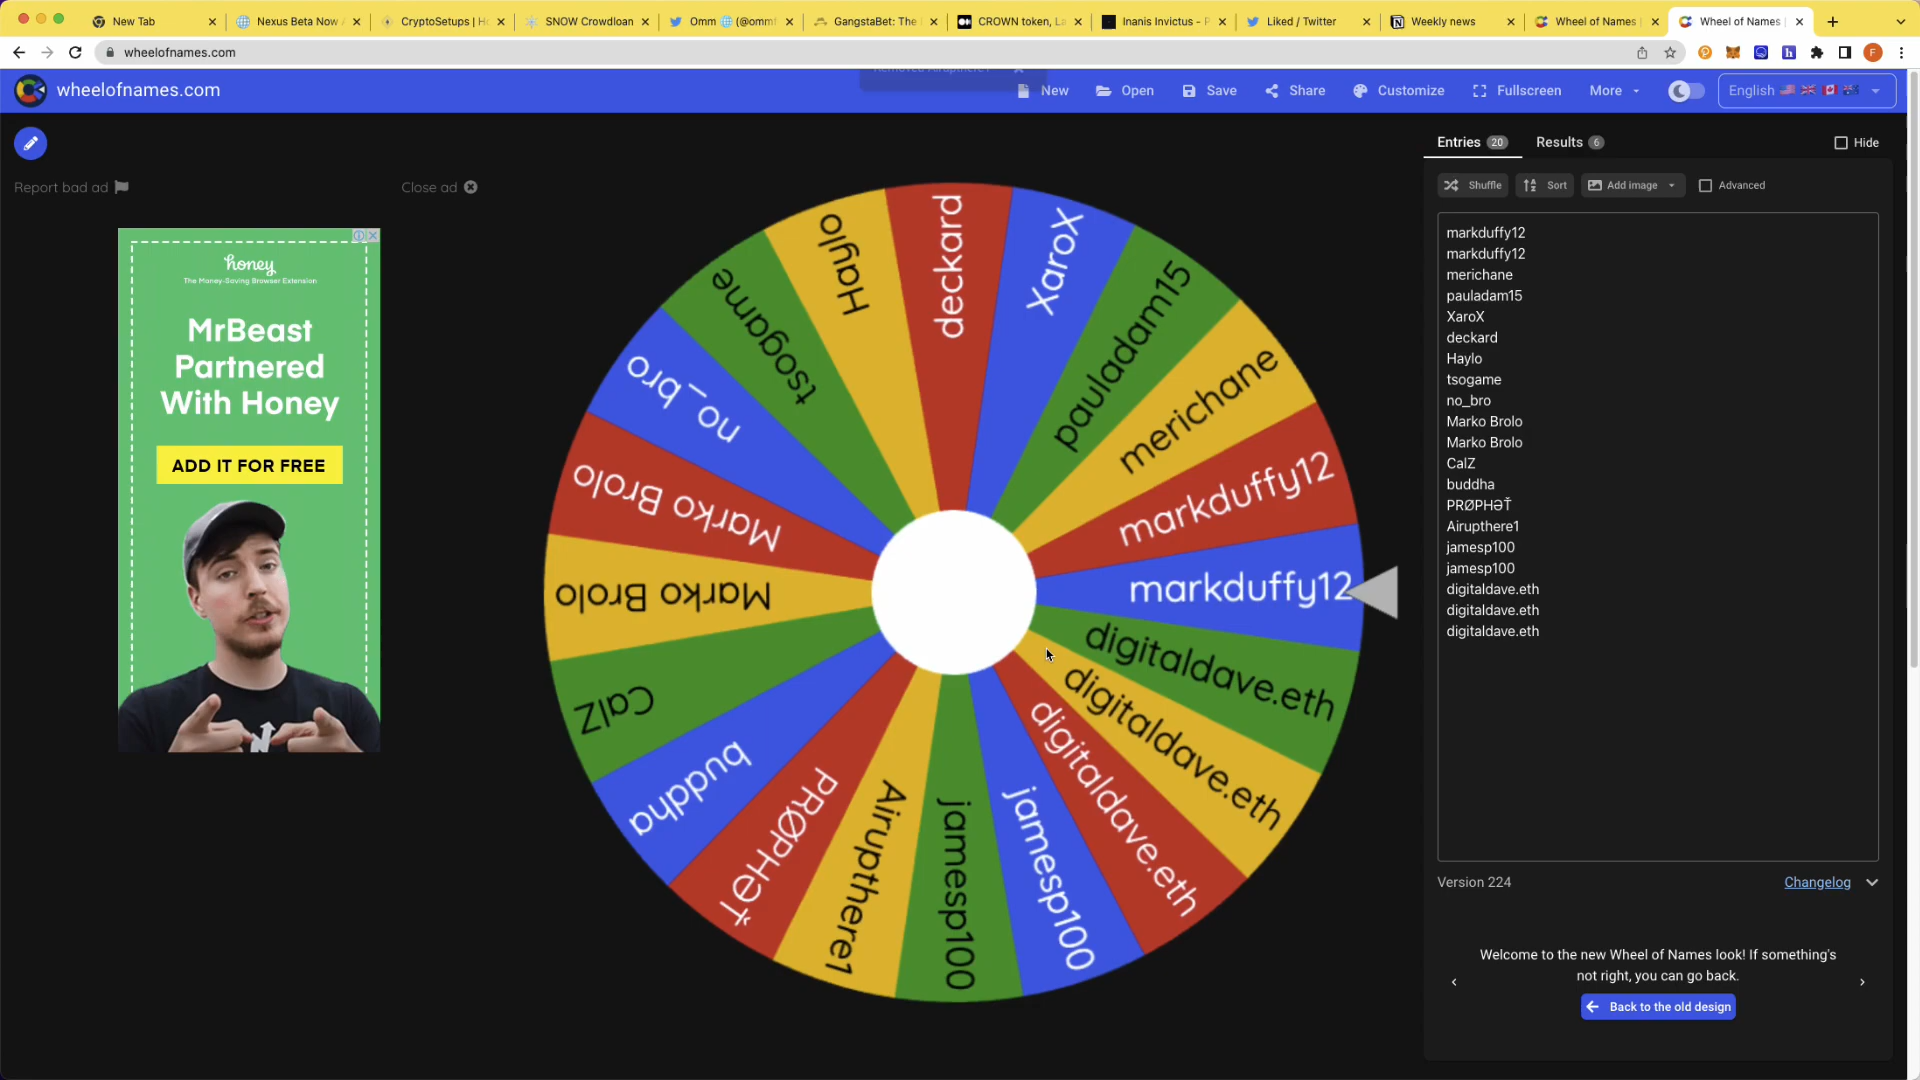 New Tab
Nexus Beta Now
CryptoSetups | H
SNOW Crowdloan
Omm 🌐 (@omm
GangstaBet: The
CROWN token, L
Inanis Invictus - P
Liked / Twitter
Weekly news
Wheel of Names |
Wheel of Names |
wheelofnames.com
F
wheelofnames.com
New
Open
Save
Share
Customize
Fullscreen
More
English
Report bad ad
Close ad
honey
The Money-Saving Browser Extension
MrBeast
Partnered
With Honey
ADD IT FOR FREE
deckard
XaroX
pauladam15
merichane
markduffy12
markduffy12
digitaldave.eth
digitaldave.eth
digitaldave.eth
jamesp100
jamesp100
Airupthere1
PRØPHƏŤ
buddha
CalZ
Marko Brolo
Marko Brolo
no_bro
tsogame
Haylo
Entries 20
Results 6
Hide
Shuffle
Sort
Add image
Advanced
markduffy12
markduffy12
merichane
pauladam15
XaroX
deckard
Haylo
tsogame
no_bro
Marko Brolo
Marko Brolo
CalZ
buddha
PRØPHƏŤ
Airupthere1
jamesp100
jamesp100
digitaldave.eth
digitaldave.eth
digitaldave.eth
Version 224
Changelog
Welcome to the new Wheel of Names look! If something's
not right, you can go back.
Back to the old design